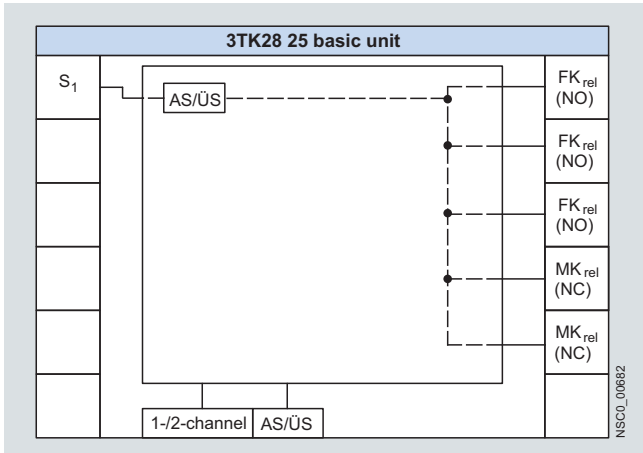 3TK28 25 basic unit
S1
AS/ÜS
FKrel
(NO)
FKrel
(NO)
FKrel
(NO)
MKrel
(NC)
MKrel
(NC)
1-/2-channel
AS/ÜS
NSC0_00682